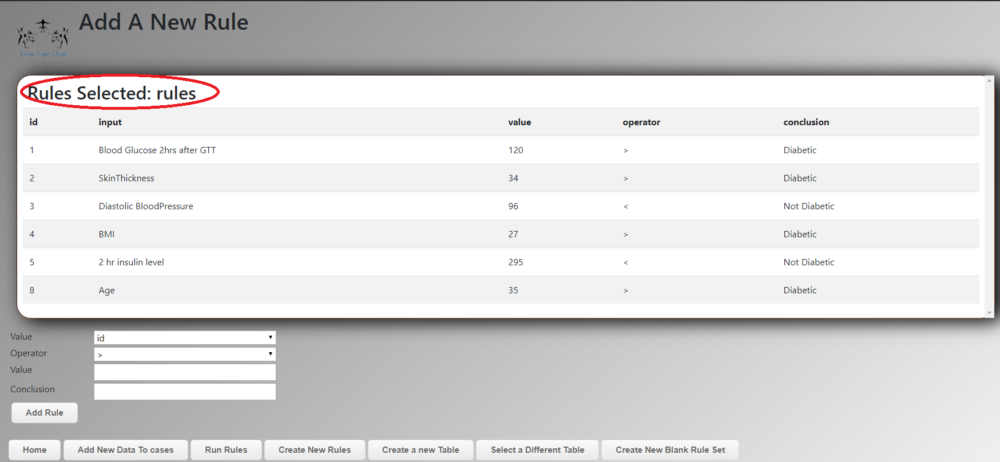 Add A New Rule
Team Tiger Dogs
Rules Selected: rules
id input value operator conclusion
1 Blood Glucose 2hrs after GTT 120 > Diabetic
2 SkinThickness 34 > Diabetic
3 Diastolic BloodPressure 96 < Not Diabetic
4 BMI 27 > Diabetic
5 2 hr insulin level 295 < Not Diabetic
8 Age 35 > Diabetic
Value id
Operator >
Value
Conclusion
Add Rule
Home Add New Data To cases Run Rules Create New Rules Create a new Table Select a Different Table Create New Blank Rule Set